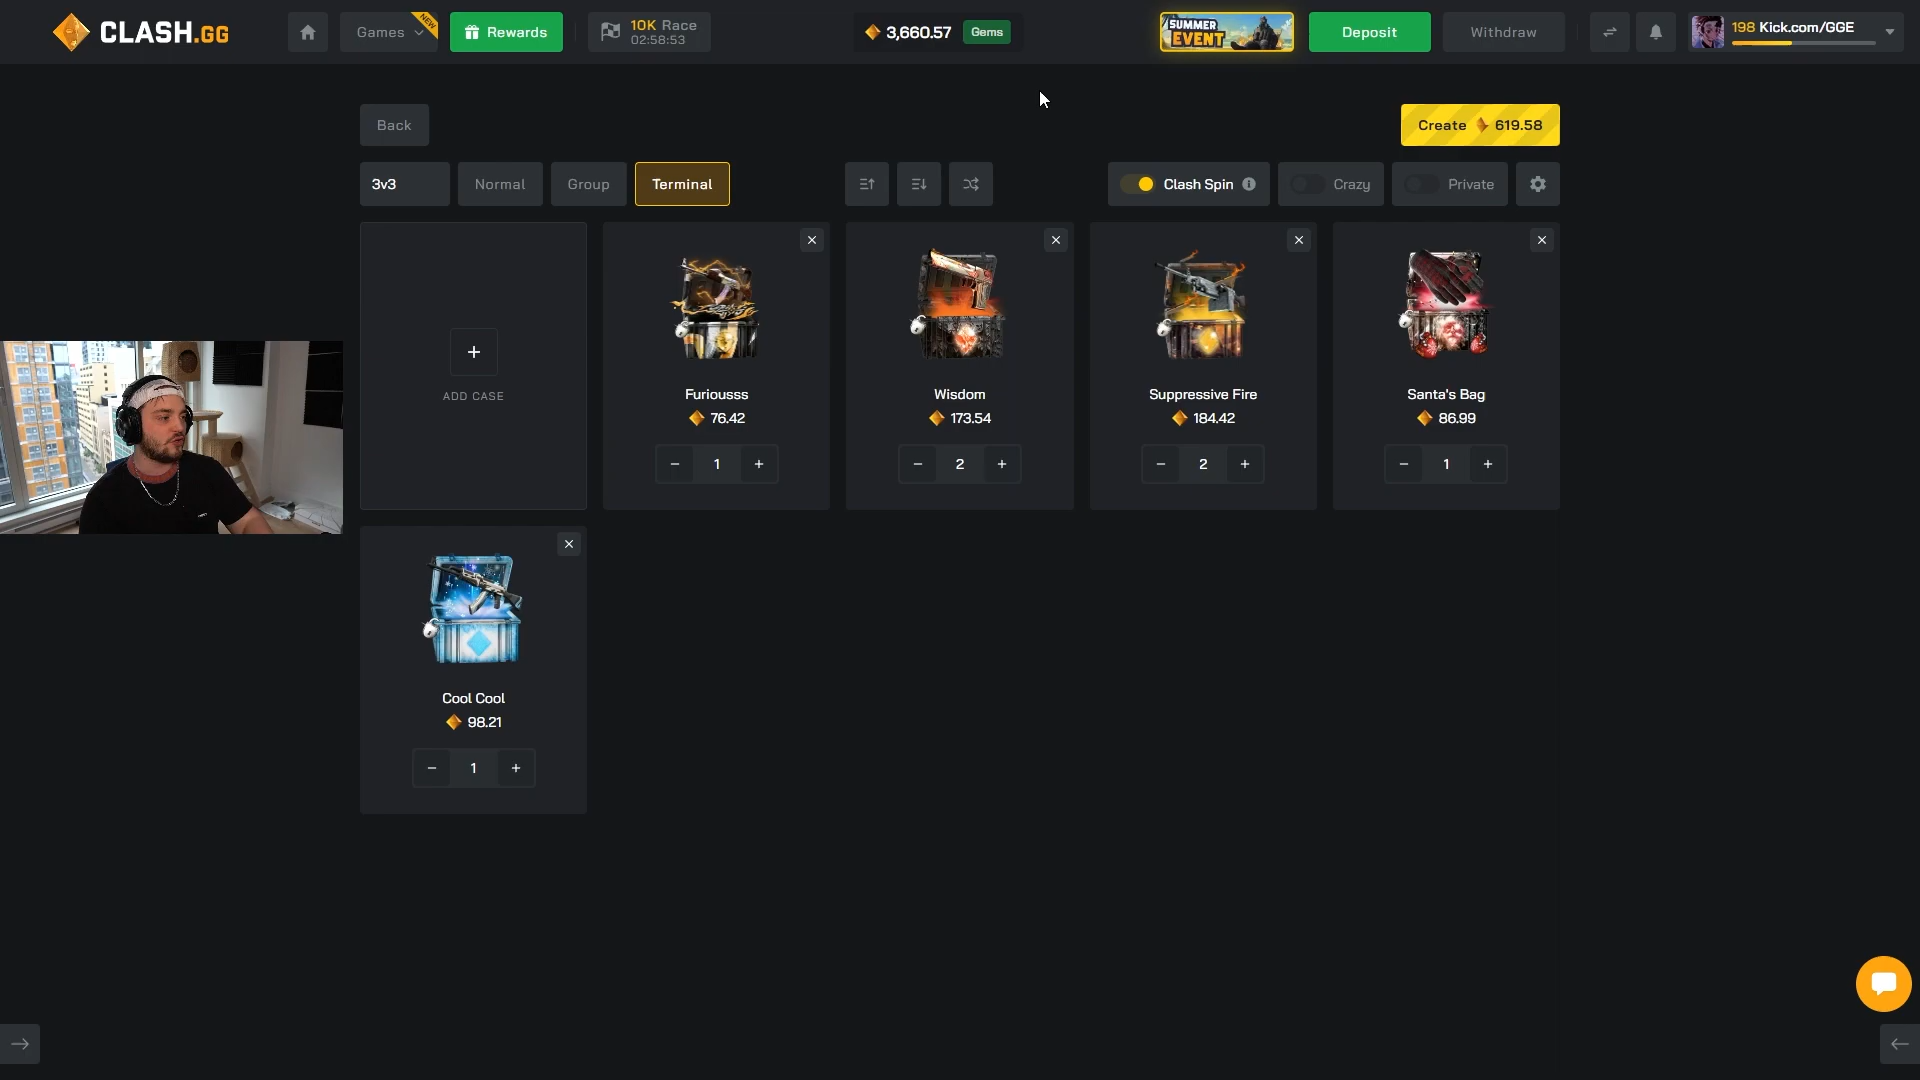 CLASH.GG
Games
NEW
Rewards
10K Race
02:58:53
3,660.57
Gems
SUMMER
EVENT
Deposit
Withdraw
198 Kick.com/GGE
Back
Create 619.58
3v3
Normal
Group
Terminal
Clash Spin
Crazy
Private
ADD CASE
Furiousss
76.42
1
Wisdom
173.54
2
Suppressive Fire
184.42
2
Santa's Bag
86.99
1
Cool Cool
98.21
1